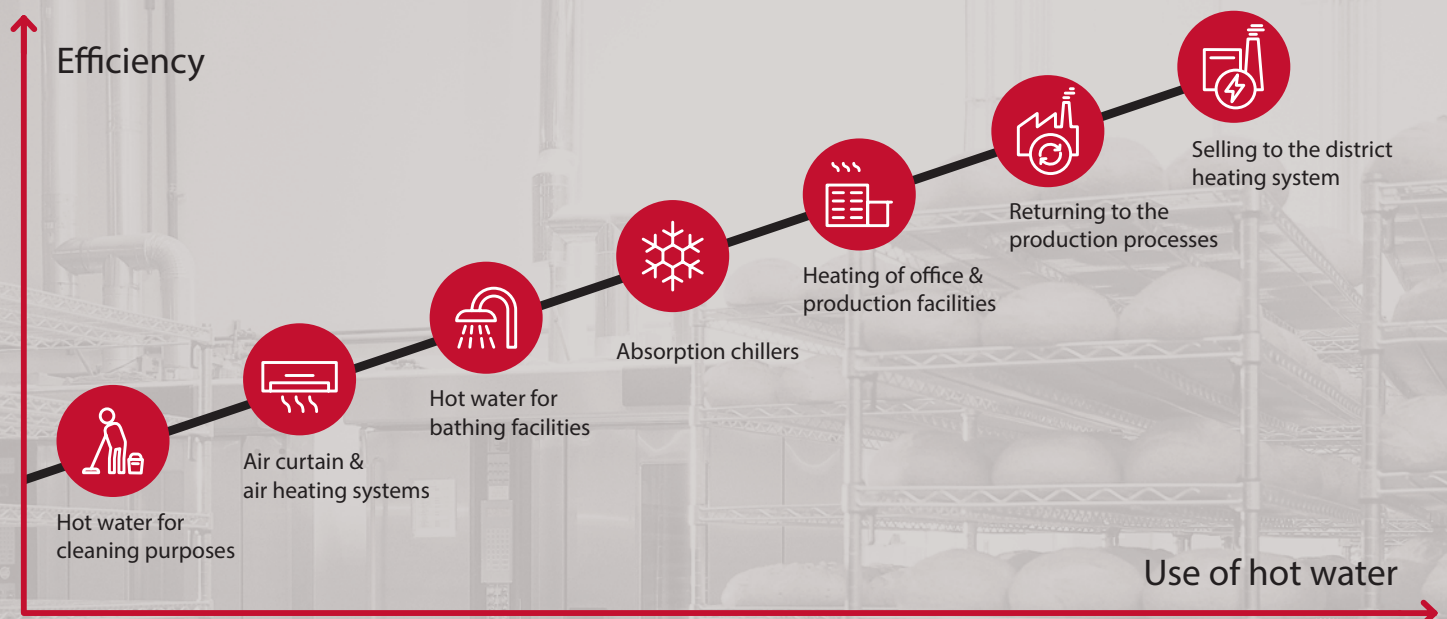 Efficiency
Hot water for
cleaning purposes
Air curtain &
air heating systems
Hot water for
bathing facilities
Absorption chillers
Heating of office &
production facilities
Returning to the
production processes
Selling to the district
heating system
Use of hot water